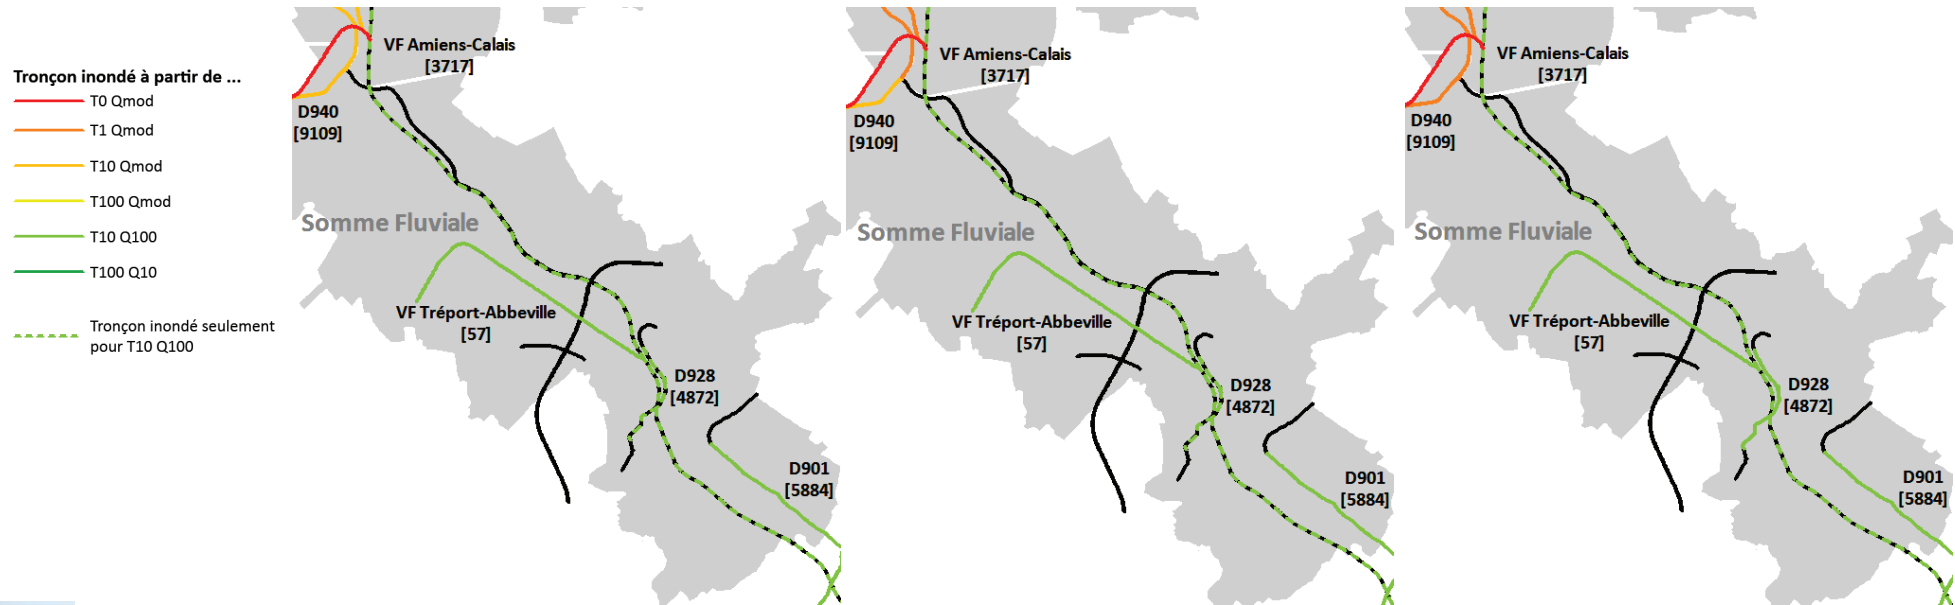 Tronçon inondé à partir de ...
T0 Qmod
T1 Qmod
T10 Qmod
T100 Qmod
T10 Q100
T100 Q10
Tronçon inondé seulement
pour T10 Q100
VF Amiens-Calais
[3717]
D940
[9109]
Somme Fluviale
VF Tréport-Abbeville
[57]
D928
[4872]
D901
[5884]
VF Amiens-Calais
[3717]
D940
[9109]
Somme Fluviale
VF Tréport-Abbeville
[57]
D928
[4872]
D901
[5884]
VF Amiens-Calais
[3717]
D940
[9109]
Somme Fluviale
VF Tréport-Abbeville
[57]
D928
[4872]
D901
[5884]